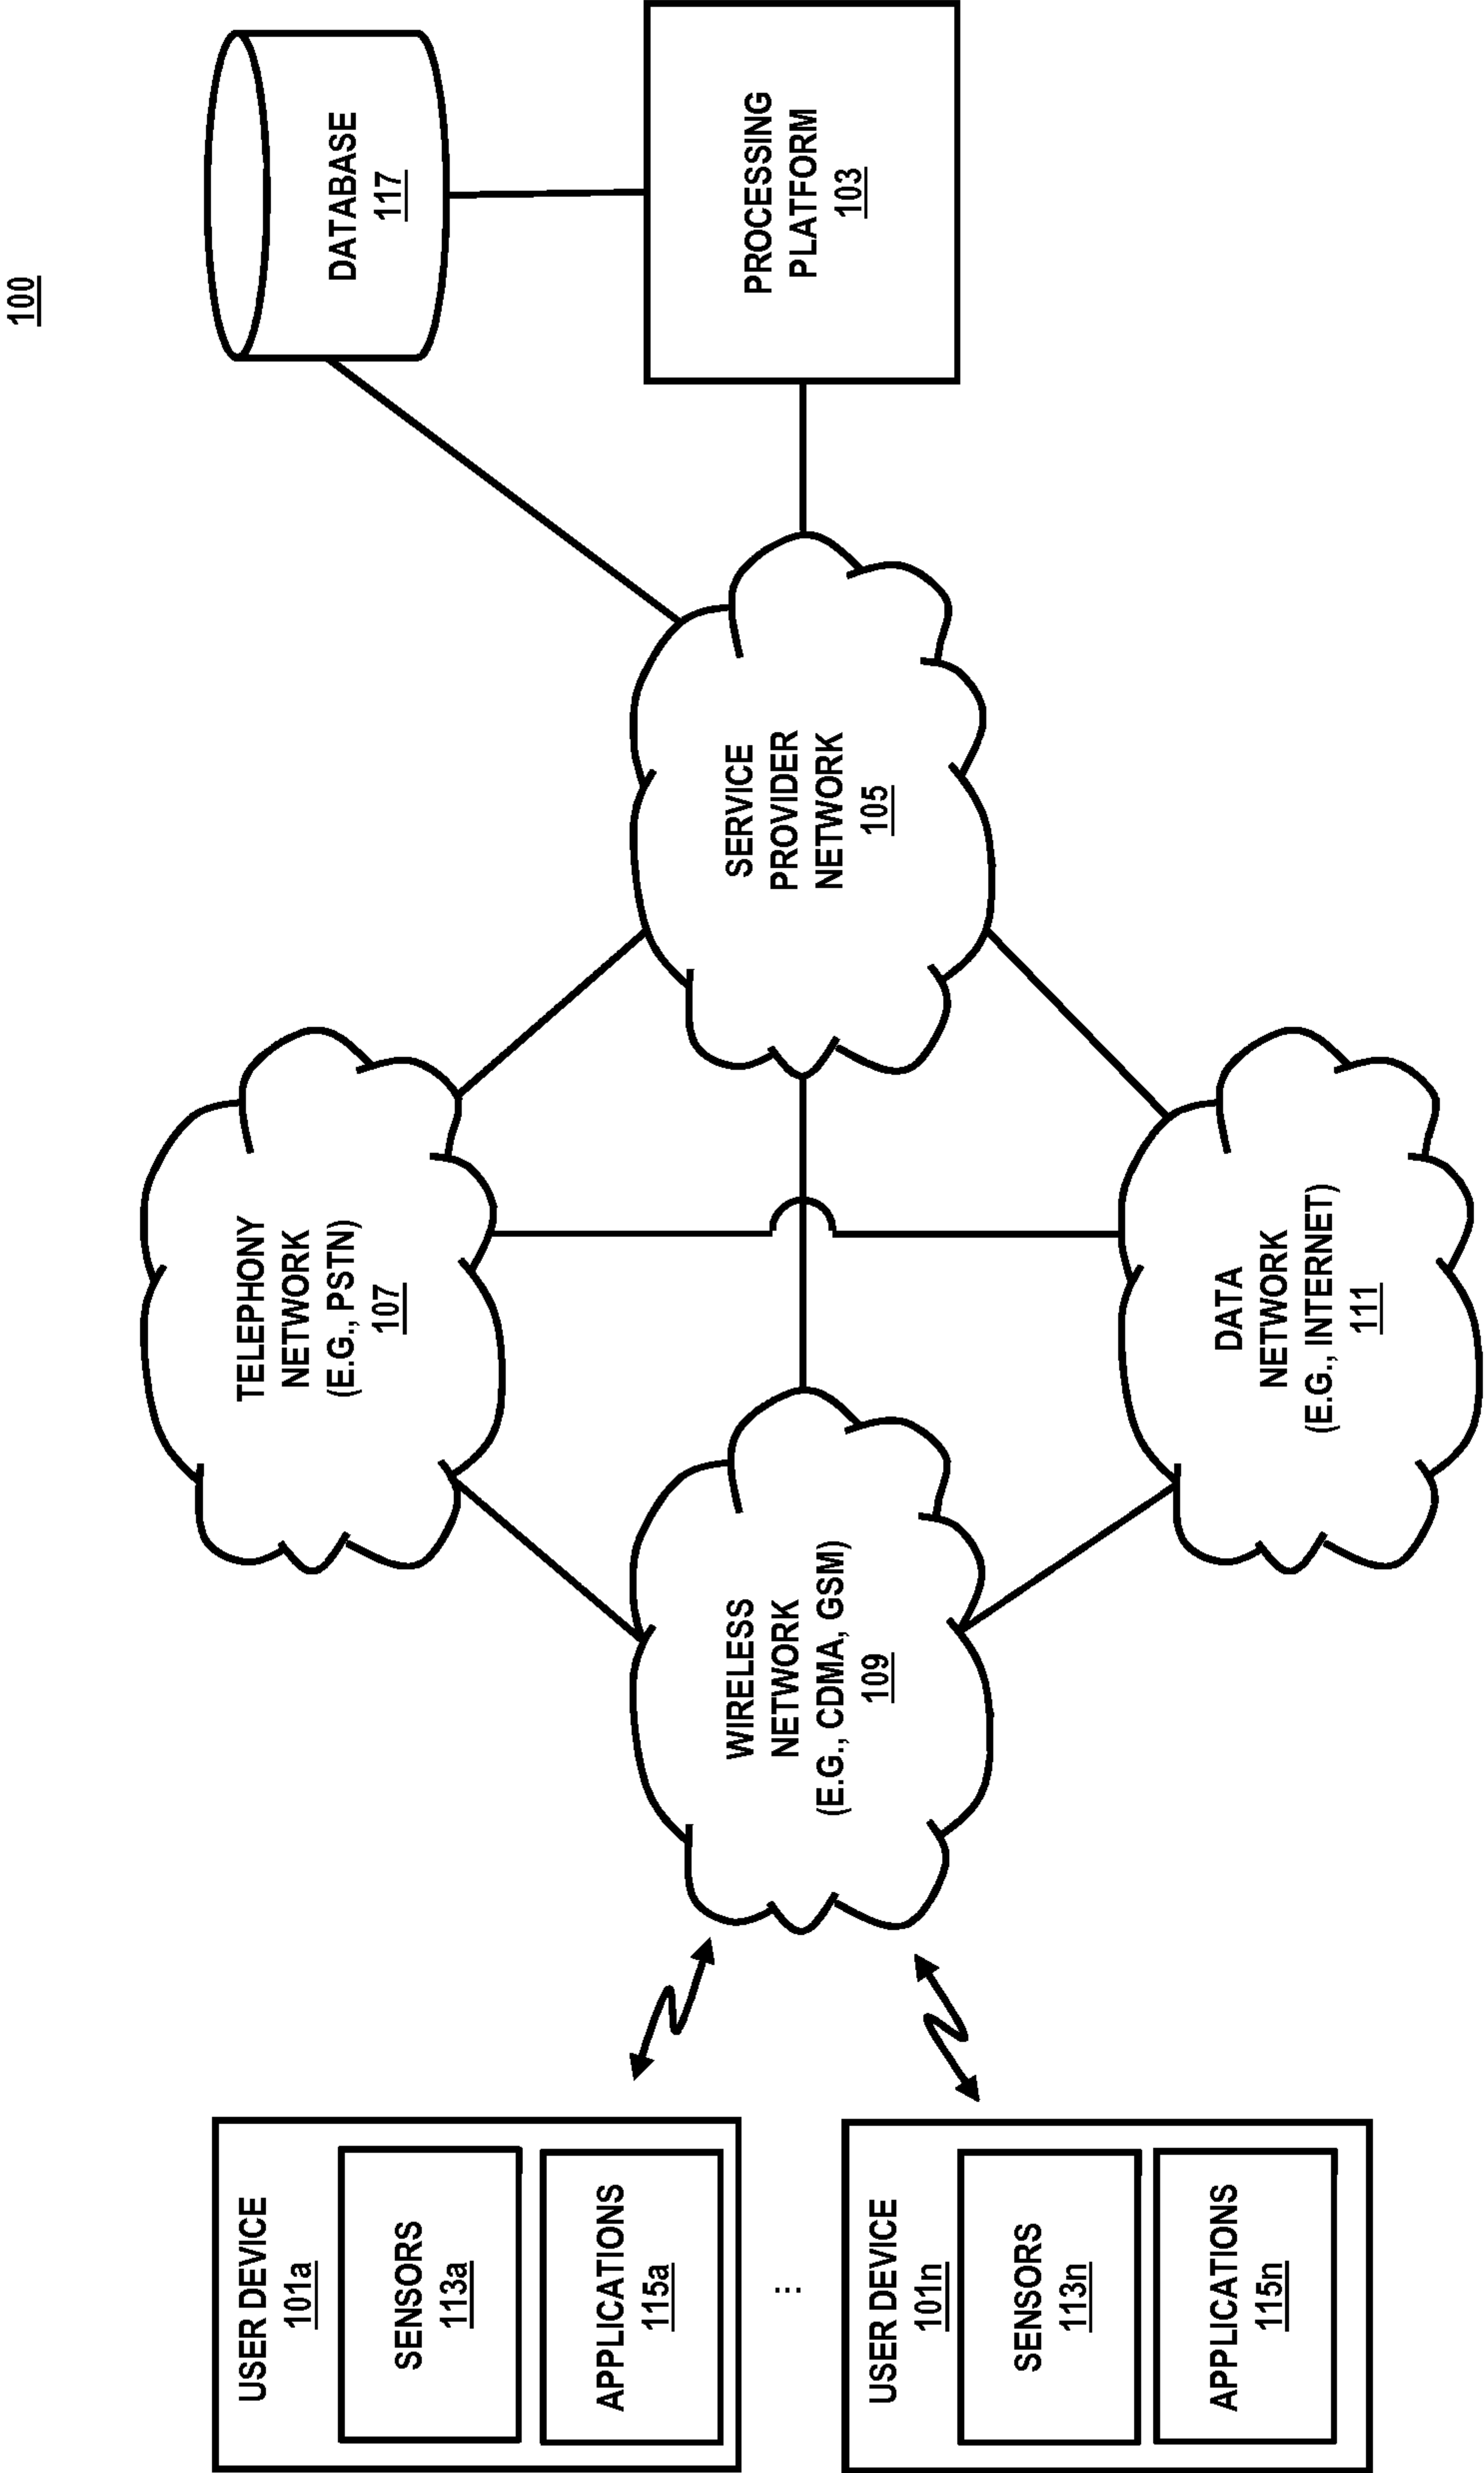 100
USER DEVICE
101a
SENSORS
113a
APPLICATIONS
115a
...
USER DEVICE
101n
SENSORS
113n
APPLICATIONS
115n
TELEPHONY
NETWORK
(E.G., PSTN)
107
WIRELESS
NETWORK
(E.G., CDMA, GSM)
109
DATA
NETWORK
(E.G., INTERNET)
111
SERVICE
PROVIDER
NETWORK
105
DATABASE
117
PROCESSING
PLATFORM
103